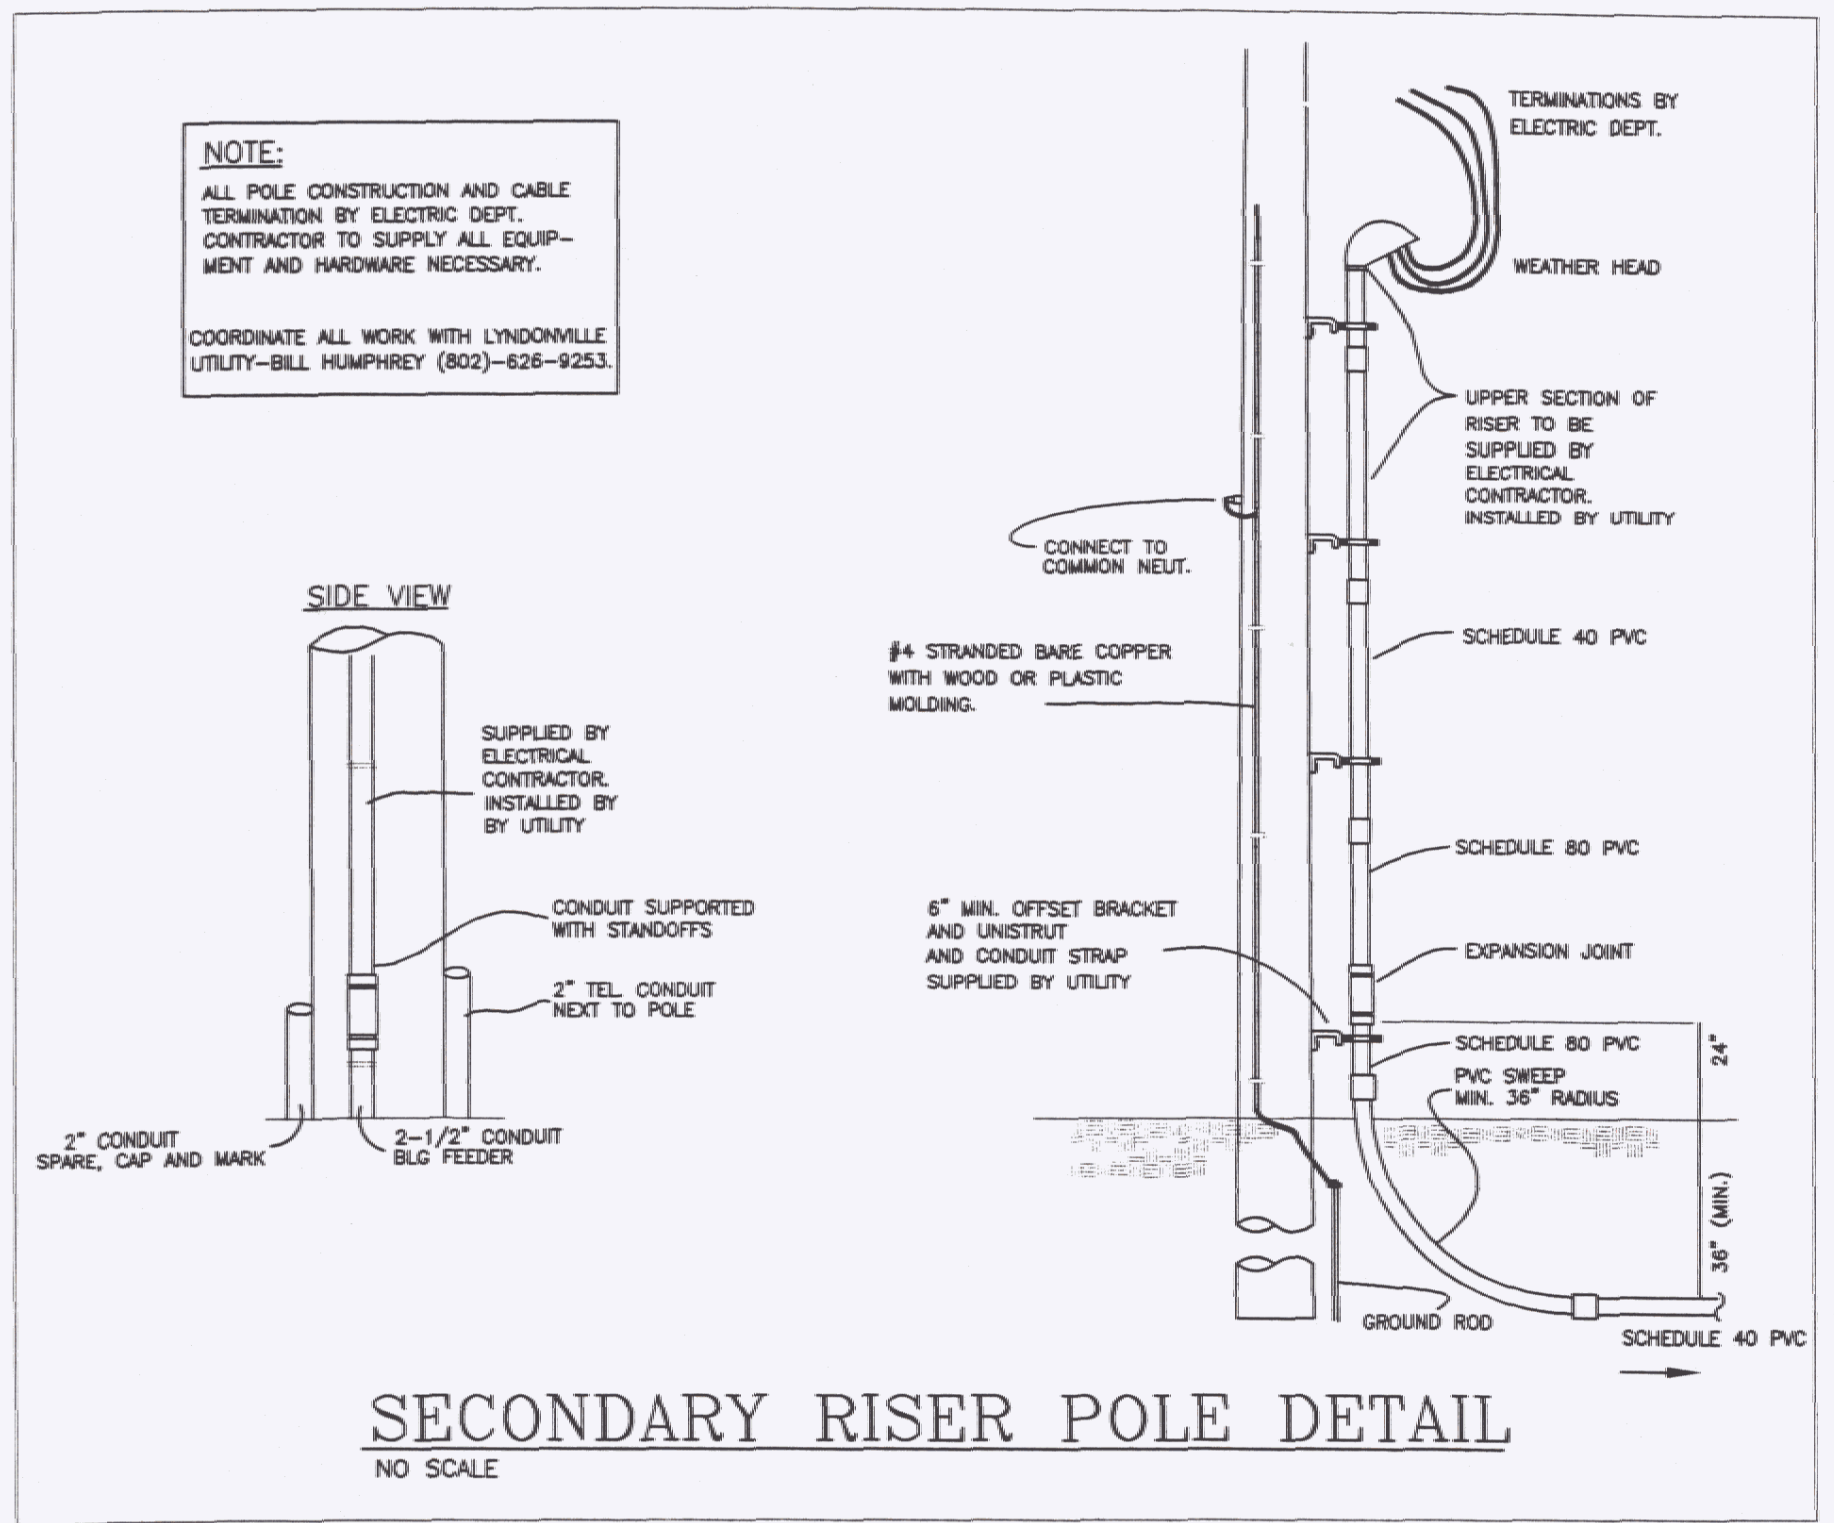 NOTE:
ALL POLE CONSTRUCTION AND CABLE
TERMINATION BY ELECTRIC DEPT.
CONTRACTOR TO SUPPLY ALL EQUIP-
MENT AND HARDWARE NECESSARY.
COORDINATE ALL WORK WITH LYNDONVILLE
UTILITY-BILL HUMPHREY (802)-626-9253.
TERMINATIONS BY
ELECTRIC DEPT.
WEATHER HEAD
UPPER SECTION OF
RISER TO BE
SUPPLIED BY
ELECTRICAL
CONTRACTOR.
INSTALLED BY UTILITY
CONNECT TO
COMMON NEUT.
SCHEDULE 40 PVC
#4 STRANDED BARE COPPER
WITH WOOD OR PLASTIC
MOLDING.
SCHEDULE 80 PVC
6" MIN. OFFSET BRACKET
AND UNISTRUT
AND CONDUIT STRAP
SUPPLIED BY UTILITY
EXPANSION JOINT
SCHEDULE 80 PVC
24"
PVC SWEEP
MIN. 36" RADIUS
36" (MIN.)
GROUND ROD
SCHEDULE 40 PVC
SIDE VIEW
SUPPLIED BY
ELECTRICAL
CONTRACTOR.
INSTALLED BY
BY UTILITY
CONDUIT SUPPORTED
WITH STANDOFFS
2" TEL. CONDUIT
NEXT TO POLE
2" CONDUIT
SPARE, CAP AND MARK
2-1/2" CONDUIT
BLG FEEDER
SECONDARY RISER POLE DETAIL
NO SCALE